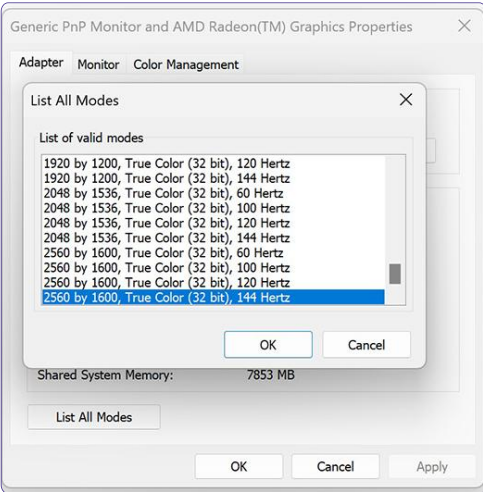 Generic PnP Monitor and AMD Radeon(TM) Graphics Properties
Adapter Monitor Color Management
List All Modes
List of valid modes
1920 by 1200, True Color (32 bit), 120 Hertz
1920 by 1200, True Color (32 bit), 144 Hertz
2048 by 1536, True Color (32 bit), 60 Hertz
2048 by 1536, True Color (32 bit), 100 Hertz
2048 by 1536, True Color (32 bit), 120 Hertz
2048 by 1536, True Color (32 bit), 144 Hertz
2560 by 1600, True Color (32 bit), 60 Hertz
2560 by 1600, True Color (32 bit), 100 Hertz
2560 by 1600, True Color (32 bit), 120 Hertz
2560 by 1600, True Color (32 bit), 144 Hertz
OK Cancel
Shared System Memory: 7853 MB
List All Modes
OK Cancel Apply